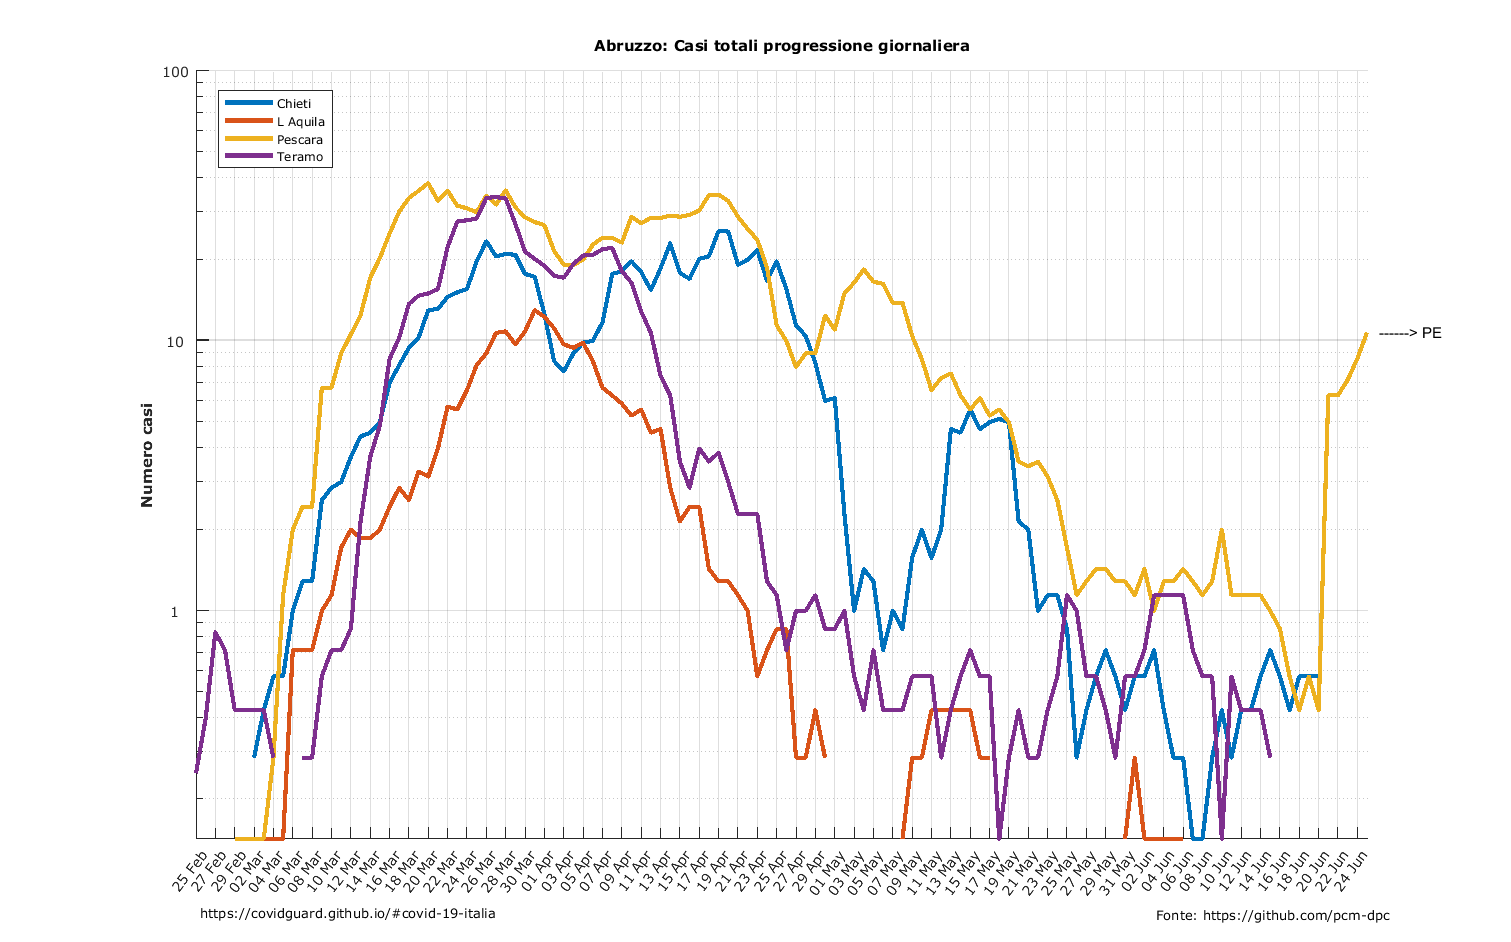 Abruzzo: Casi totali progressione giornaliera
100
10
1
Numero casi
Chieti
L Aquila
Pescara
Teramo
------> PE
25 Feb
27 Feb
29 Feb
02 Mar
04 Mar
06 Mar
08 Mar
10 Mar
12 Mar
14 Mar
16 Mar
18 Mar
20 Mar
22 Mar
24 Mar
26 Mar
28 Mar
30 Mar
01 Apr
03 Apr
05 Apr
07 Apr
09 Apr
11 Apr
13 Apr
15 Apr
17 Apr
19 Apr
21 Apr
23 Apr
25 Apr
27 Apr
29 Apr
01 May
03 May
05 May
07 May
09 May
11 May
13 May
15 May
17 May
19 May
21 May
23 May
25 May
27 May
29 May
31 May
02 Jun
04 Jun
06 Jun
08 Jun
10 Jun
12 Jun
14 Jun
16 Jun
18 Jun
20 Jun
22 Jun
24 Jun
https://covidguard.github.io/#covid-19-italia
Fonte: https://github.com/pcm-dpc